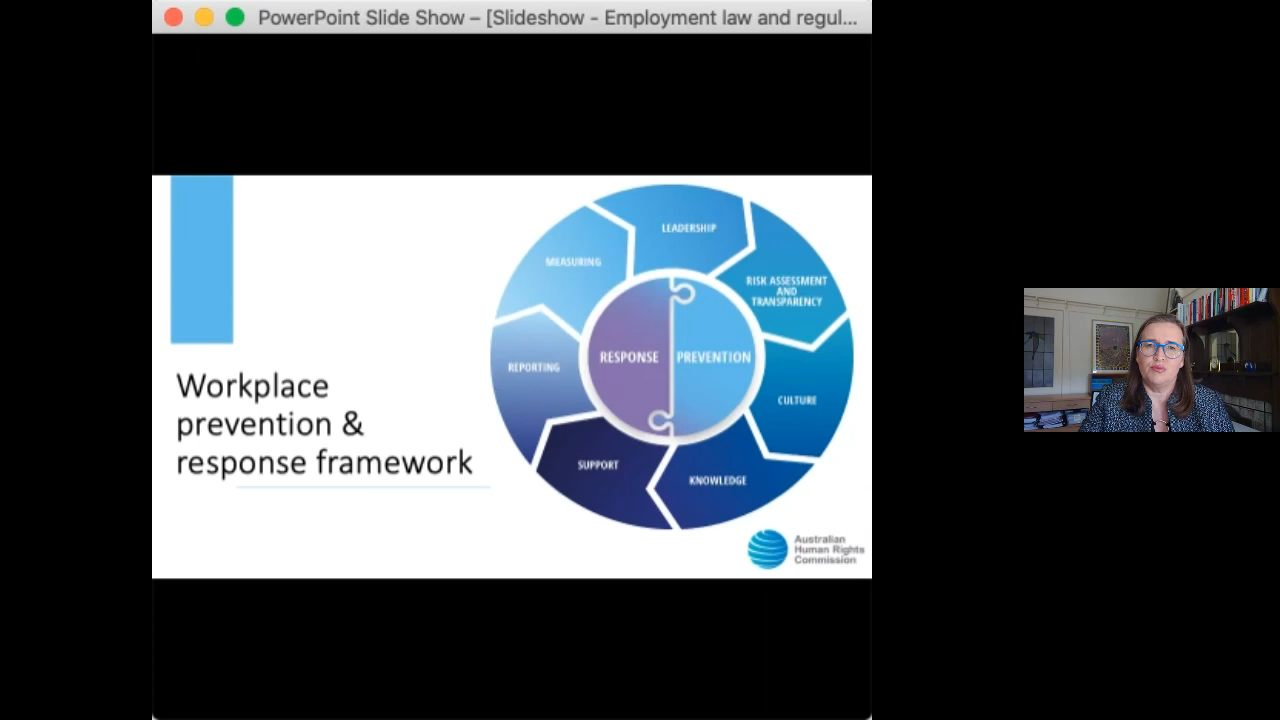 PowerPoint Slide Show – [Slideshow - Employment law and regul...
LEADERSHIP
MEASURING
RISK ASSESSMENT
AND
TRANSPARENCY
RESPONSE
PREVENTION
REPORTING
CULTURE
SUPPORT
KNOWLEDGE
Workplace
prevention &
response framework
Australian
Human Rights
Commission